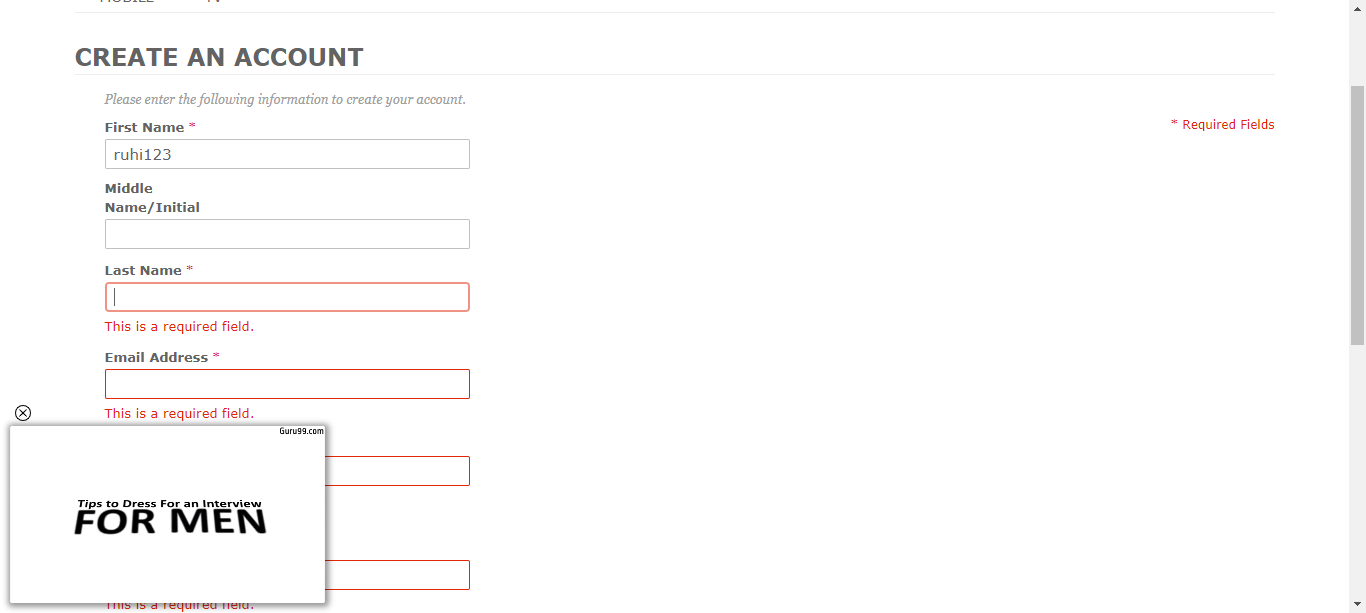 MOBILE TV
CREATE AN ACCOUNT
Please enter the following information to create your account.
* Required Fields
First Name *
ruhi123
Middle
Name/Initial
Last Name *
This is a required field.
Email Address *
This is a required field.
Guru99.com
Tips to Dress For an Interview
FOR MEN
This is a required field.